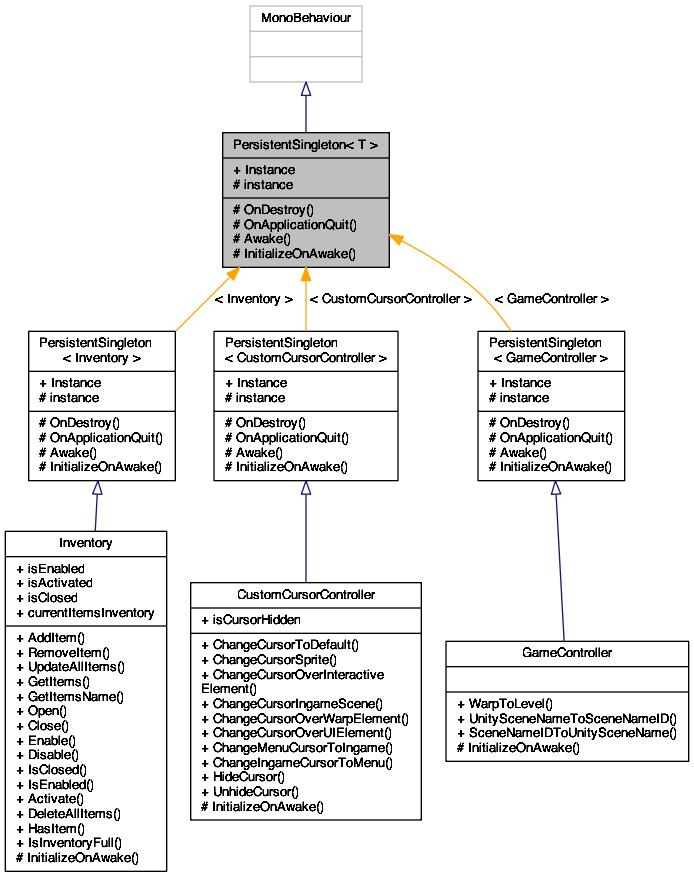 MonoBehaviour
PersistentSingleton< T >
+ Instance
# instance
# OnDestroy()
# OnApplicationQuit()
# Awake()
# InitializeOnAwake()
< Inventory >
< CustomCursorController >
< GameController >
PersistentSingleton
< Inventory >
+ Instance
# instance
# OnDestroy()
# OnApplicationQuit()
# Awake()
# InitializeOnAwake()
PersistentSingleton
< CustomCursorController >
+ Instance
# instance
# OnDestroy()
# OnApplicationQuit()
# Awake()
# InitializeOnAwake()
PersistentSingleton
< GameController >
+ Instance
# instance
# OnDestroy()
# OnApplicationQuit()
# Awake()
# InitializeOnAwake()
Inventory
+ isEnabled
+ isActivated
+ isClosed
+ currentItemsInventory
+ AddItem()
+ RemoveItem()
+ UpdateAllItems()
+ GetItems()
+ GetItemsName()
+ Open()
+ Close()
+ Enable()
+ Disable()
+ IsClosed()
+ IsEnabled()
+ Activate()
+ DeleteAllItems()
+ HasItem()
+ IsInventoryFull()
# InitializeOnAwake()
CustomCursorController
+ isCursorHidden
+ ChangeCursorToDefault()
+ ChangeCursorSprite()
+ ChangeCursorOverInteractive
Element()
+ ChangeCursorIngameScene()
+ ChangeCursorOverWarpElement()
+ ChangeCursorOverUIElement()
+ ChangeMenuCursorToIngame()
+ ChangeIngameCursorToMenu()
+ HideCursor()
+ UnhideCursor()
# InitializeOnAwake()
GameController
+ WarpToLevel()
+ UnitySceneNameToSceneNameID()
+ SceneNameIDToUnitySceneName()
# InitializeOnAwake()